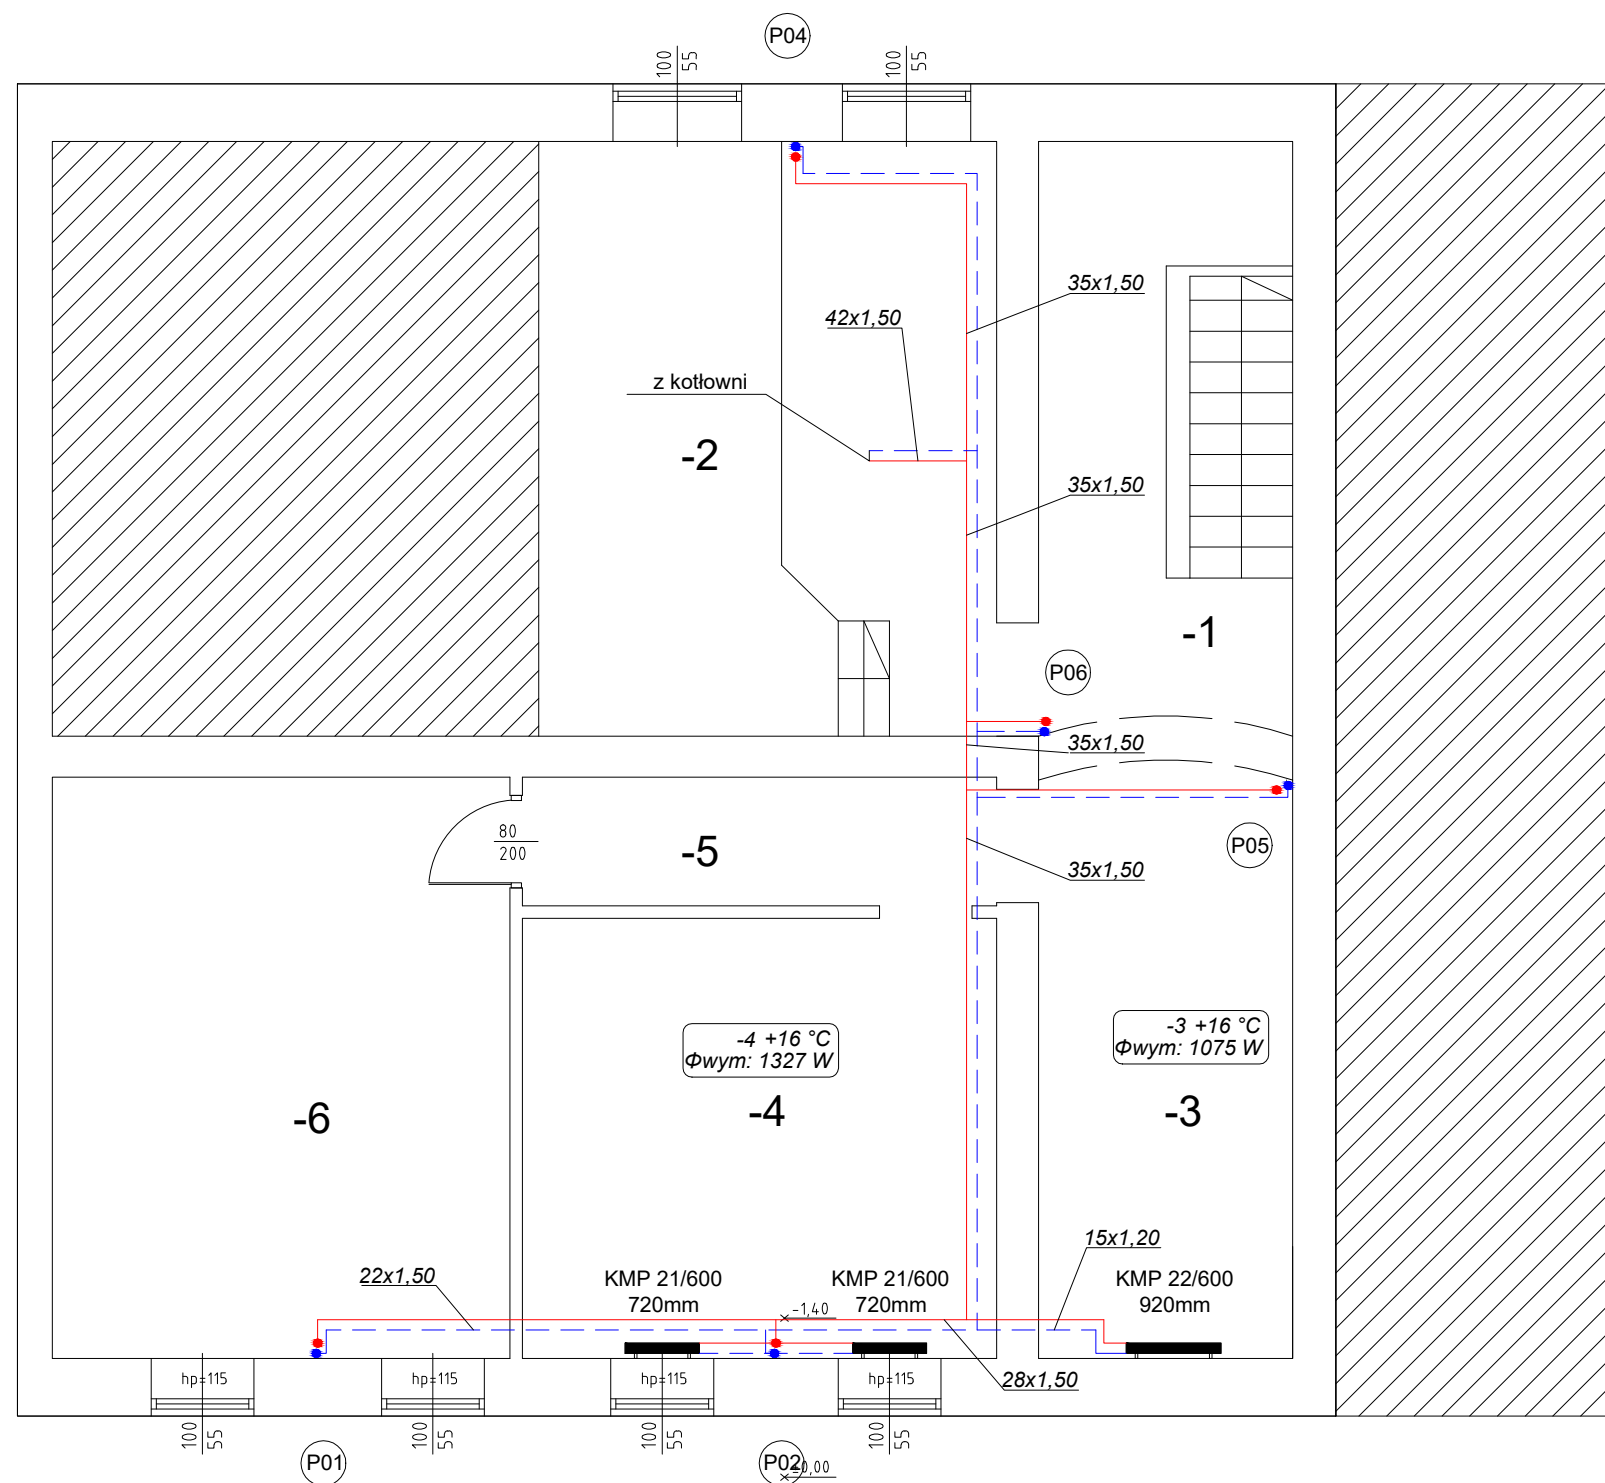 P04
100
55
100
55
35x1,50
42x1,50
z kotłowni
-2
35x1,50
-1
P06
35x1,50
80
200
-5
P05
35x1,50
-4 +16 °C
Φwym: 1327 W
-3 +16 °C
Φwym: 1075 W
-6
-4
-3
15x1,20
22x1,50
KMP 21/600
720mm
KMP 21/600
720mm
KMP 22/600
920mm
-1,40
hp=115
hp=115
hp=115
hp=115
28x1,50
100
55
100
55
100
55
100
55
P01
P02
±0,00